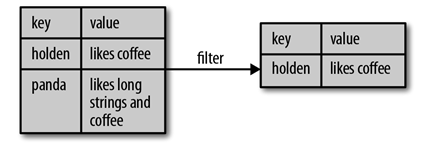 key value
holden likes coffee
panda likes long
strings and
coffee
filter
key value
holden likes coffee